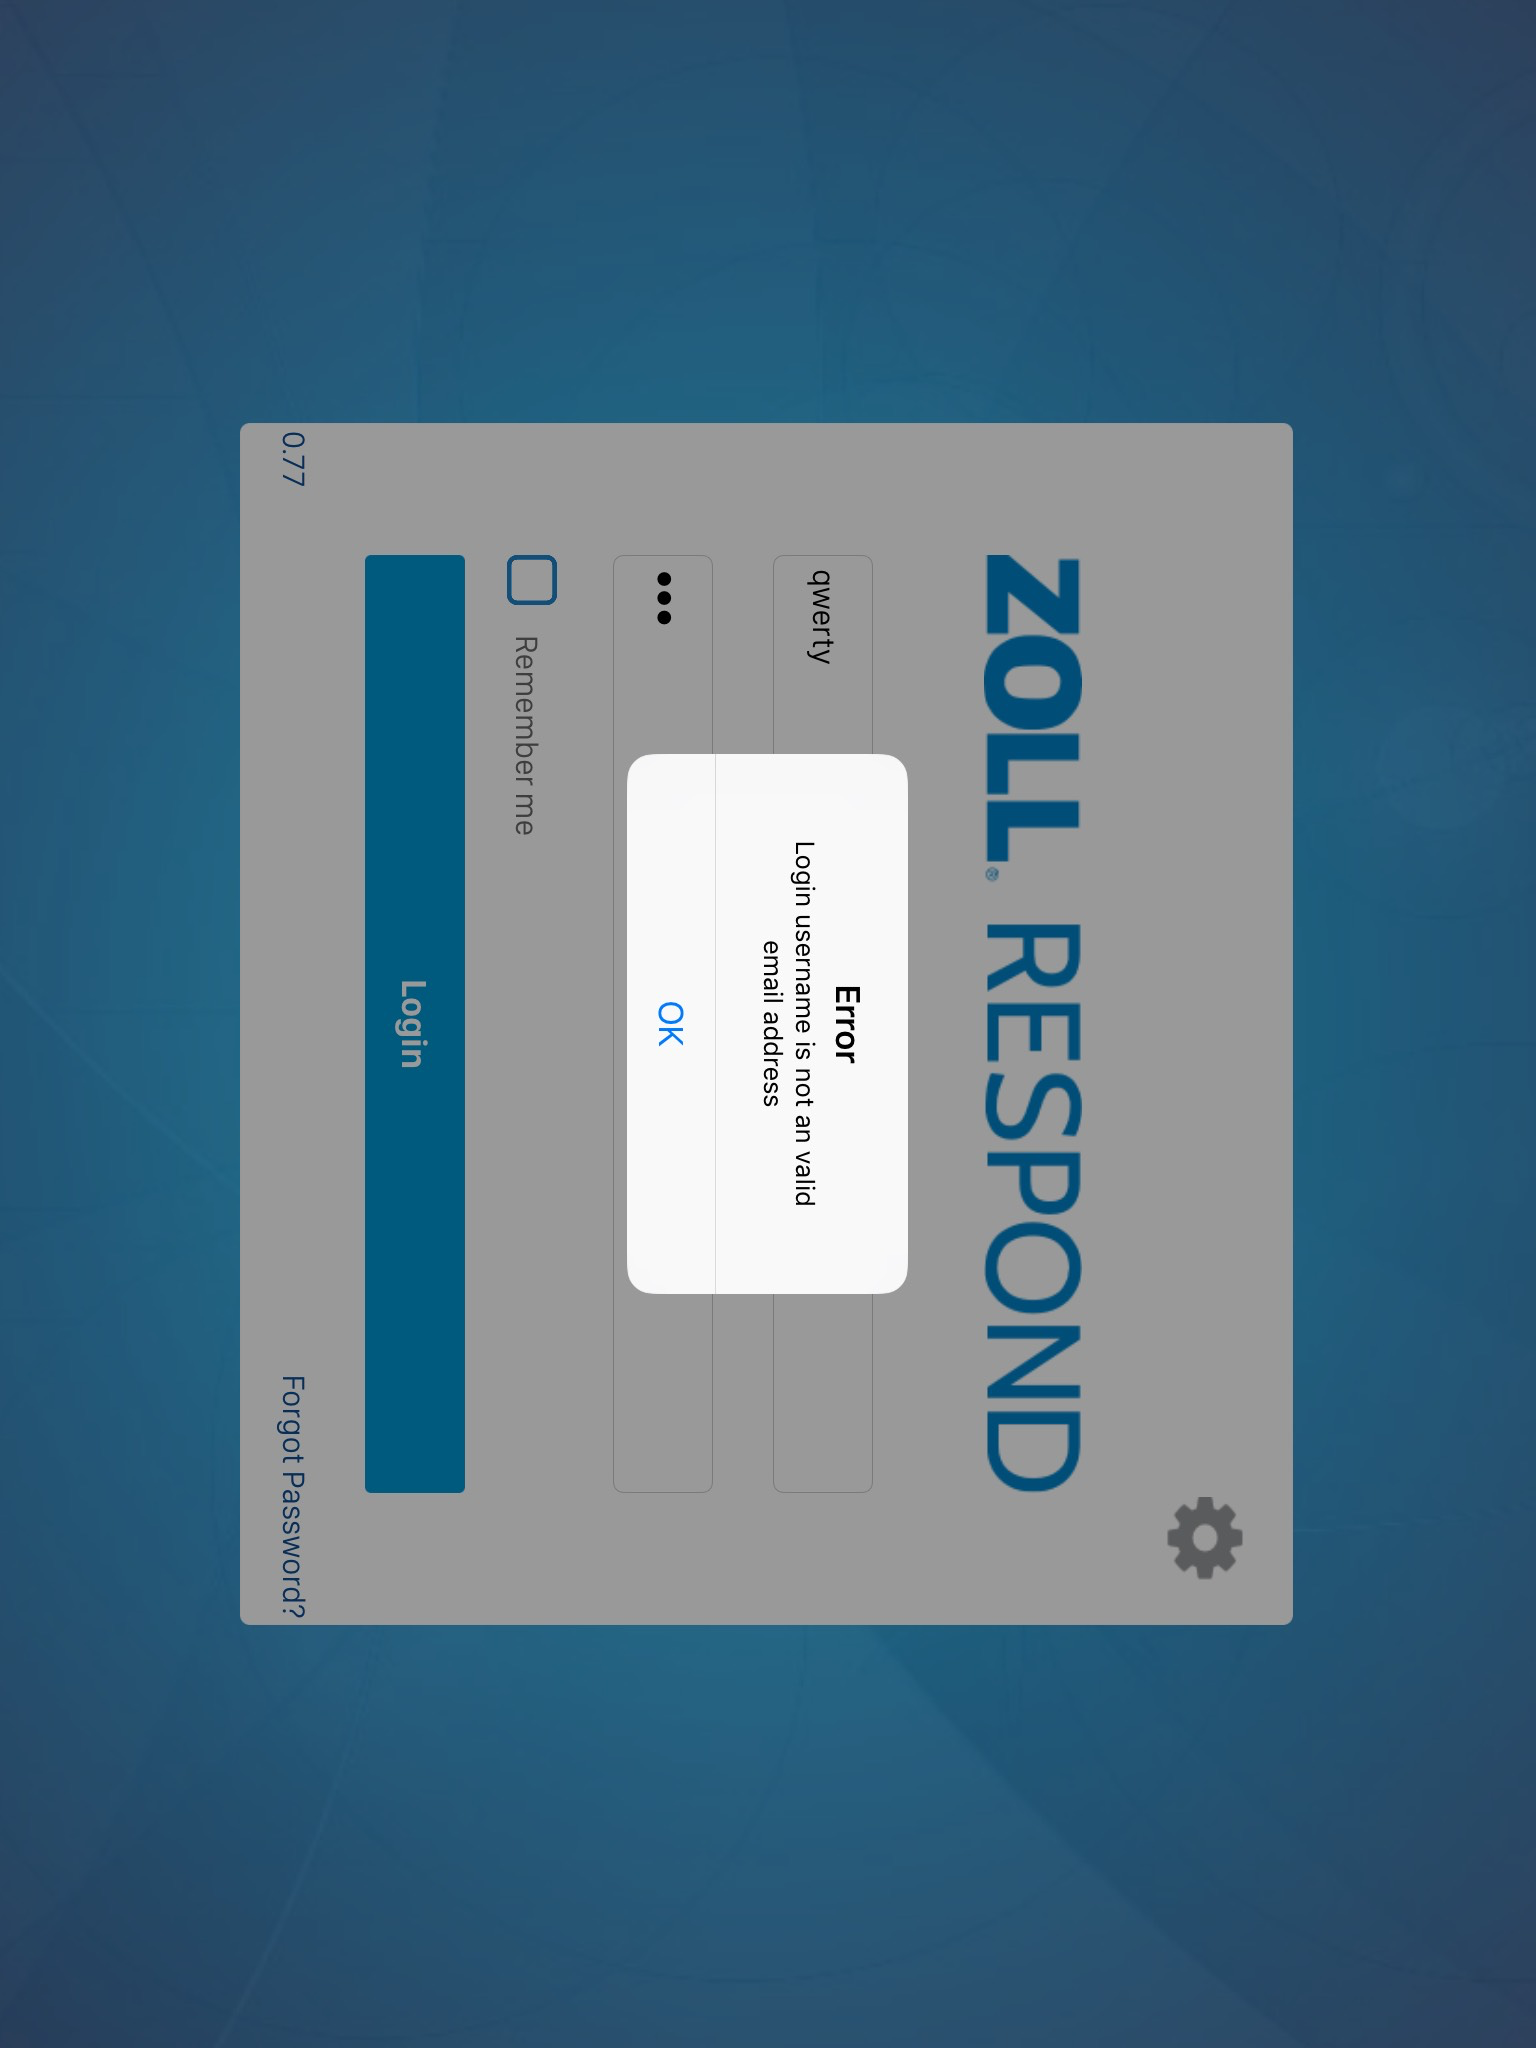 ZOLL® RESPOND
qwerty
•••
Error
Login username is not an valid
email address
OK
Remember me
Login
0.77
Forgot Password?